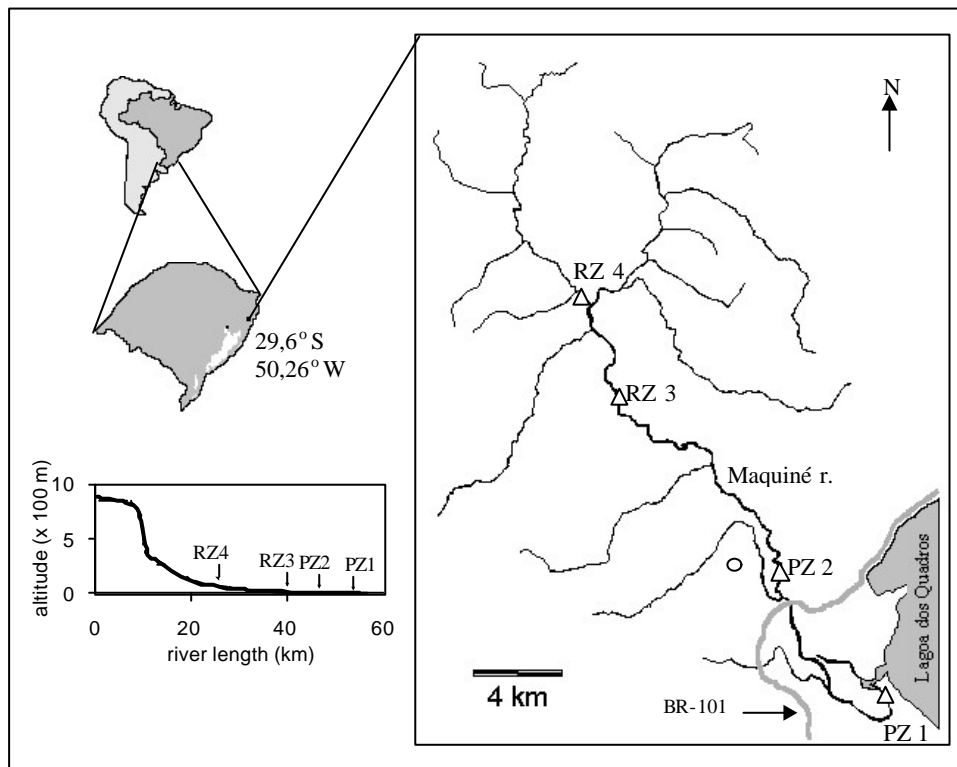 29,6° S
50,26° W
altitude (x 100 m)
10
5
0
RZ4
RZ3
PZ2
PZ1
0
20
40
60
river length (km)
N
RZ 4
RZ 3
Maquiné r.
PZ 2
Lagoa dos Quadros
4 km
BR-101
PZ 1